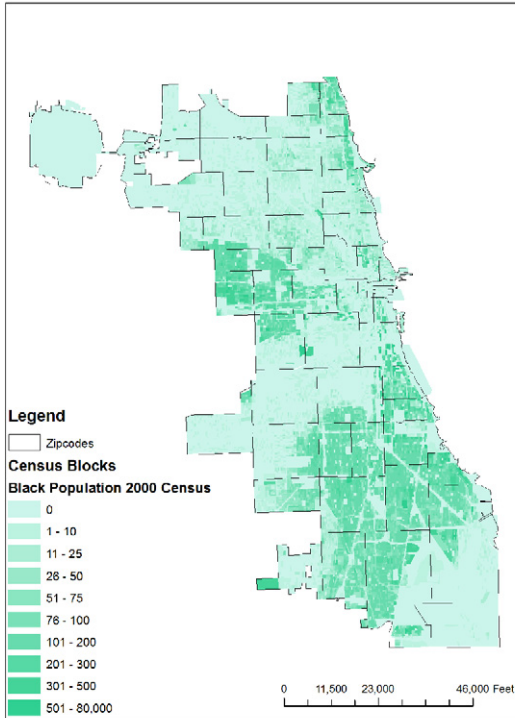 Legend
Zipcodes
Census Blocks
Black Population 2000 Census
0
1 - 10
11 - 25
26 - 50
51 - 75
76 - 100
101 - 200
201 - 300
301 - 500
501 - 80,000
0 11,500 23,000 46,000 Feet